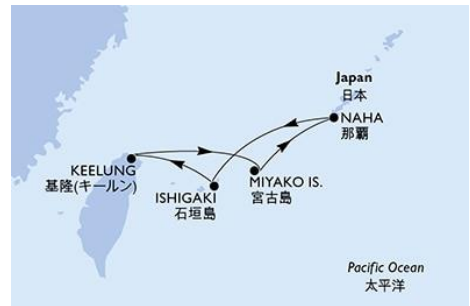 Japan
日本
NAHA
那覇
KEELUNG
基隆(キールン)
MIYAKO IS.
宮古島
ISHIGAKI
石垣島
Pacific Ocean
太平洋